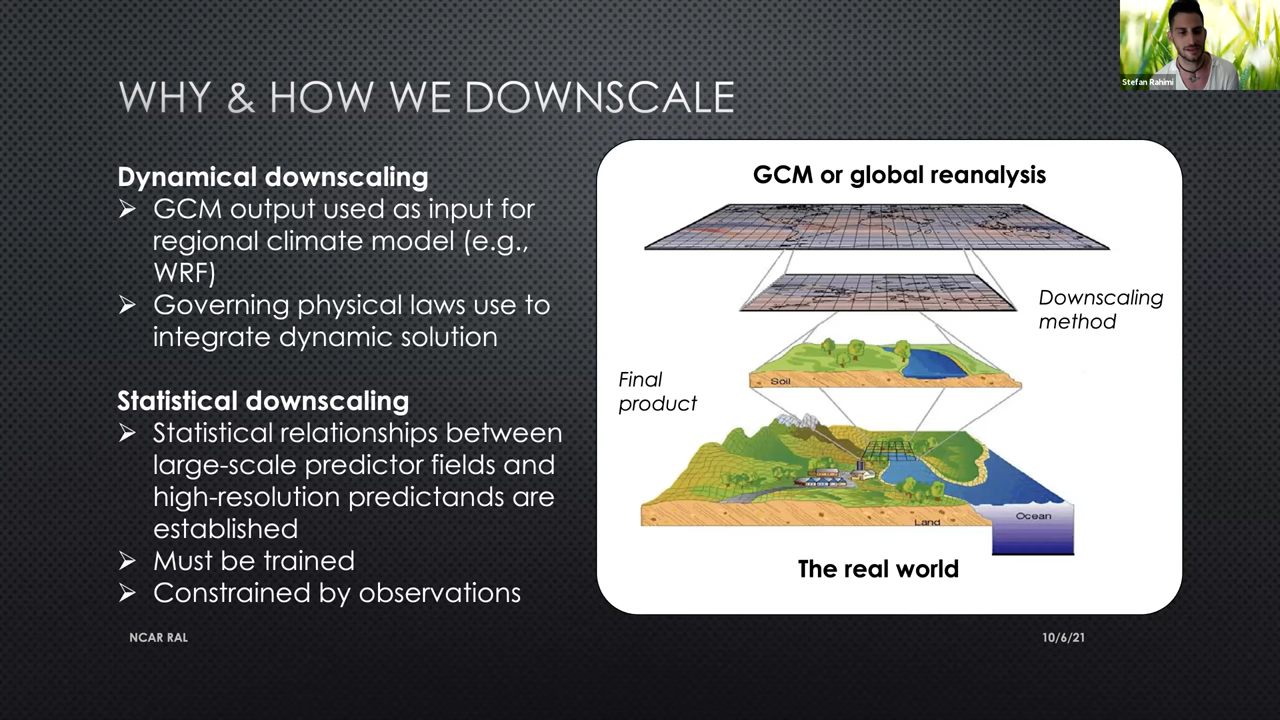 Stefan Rahimi
WHY & HOW WE DOWNSCALE
Dynamical downscaling
➢ GCM output used as input for
regional climate model (e.g.,
WRF)
➢ Governing physical laws use to
integrate dynamic solution
Statistical downscaling
➢ Statistical relationships between
large-scale predictor fields and
high-resolution predictands are
established
➢ Must be trained
➢ Constrained by observations
GCM or global reanalysis
Downscaling
method
Soil
Final
product
Land
Ocean
The real world
NCAR RAL
10/6/21